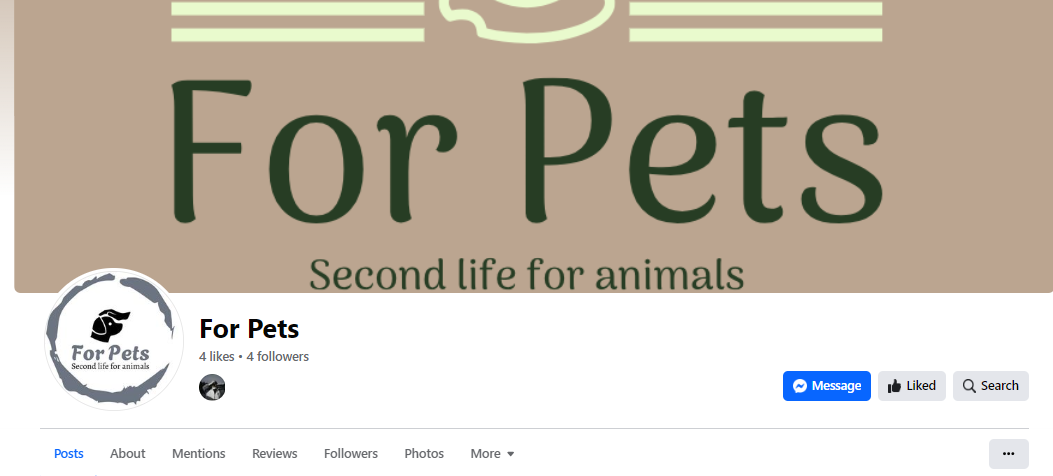 For Pets
Second life for animals
For Pets
Second life for animals
For Pets
4 likes • 4 followers
Message
Liked
Search
Posts
About
Mentions
Reviews
Followers
Photos
More